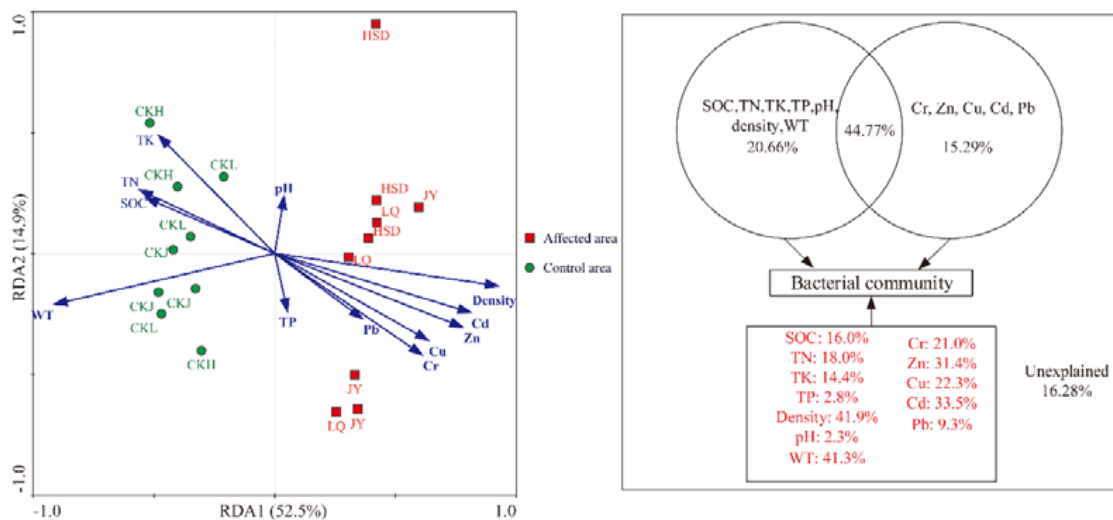 1.0
HSD
CKH
TK
CKL
TN
CKH
SOC
pH
HSD
JY
LQ
HSD
CKL
CKJ
LQ
RDA2 (14.9%)
Affected area
Control area
WT
CKJ
CKJ
CKL
TP
Pb
Density
Cd
Zn
Cu
Cr
CKH
JY
LQ
JY
-1.0
-1.0
RDA1 (52.5%)
1.0
SOC,TN,TK,TP,pH,
density,WT
20.66%
44.77%
Cr, Zn, Cu, Cd, Pb
15.29%
Bacterial community
SOC: 16.0%
TN: 18.0%
TK: 14.4%
TP: 2.8%
Density: 41.9%
pH: 2.3%
WT: 41.3%
Cr: 21.0%
Zn: 31.4%
Cu: 22.3%
Cd: 33.5%
Pb: 9.3%
Unexplained
16.28%